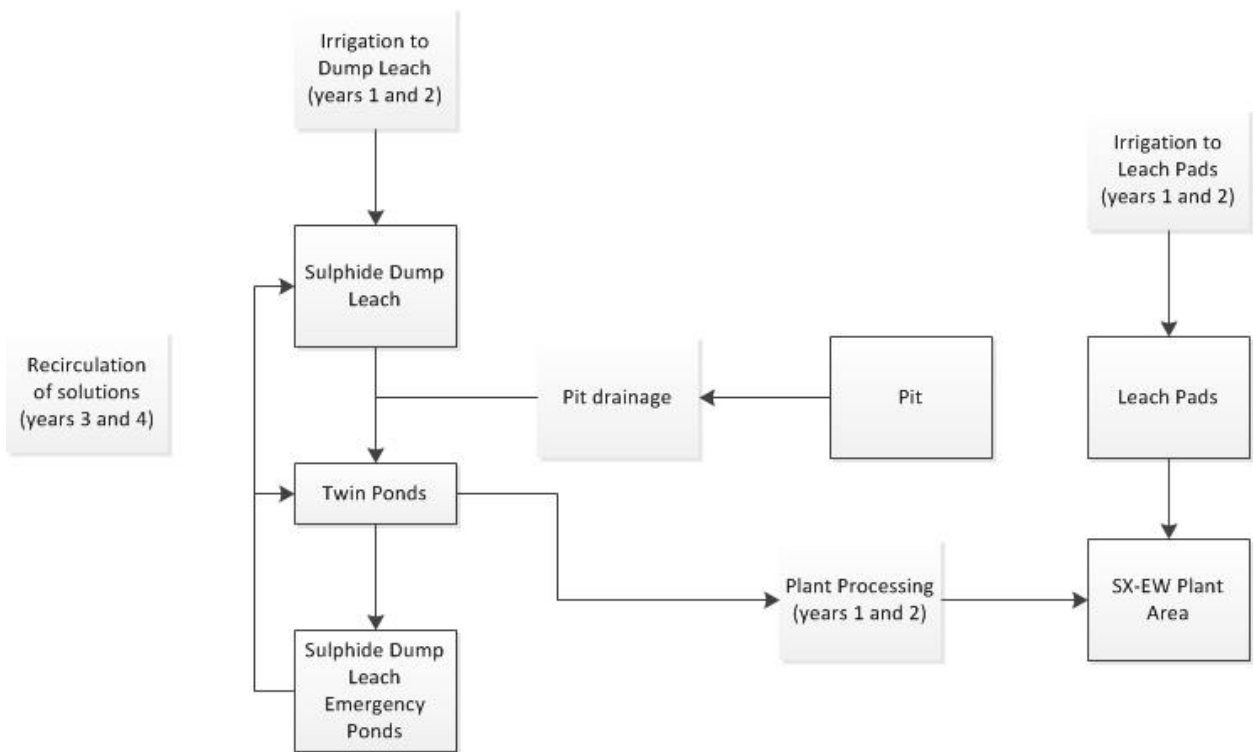 Irrigation to
Dump Leach
(years 1 and 2)
Irrigation to
Leach Pads
(years 1 and 2)
Sulphide Dump
Leach
Recirculation
of solutions
(years 3 and 4)
Pit drainage
Pit
Leach Pads
Twin Ponds
Plant Processing
(years 1 and 2)
SX-EW Plant
Area
Sulphide Dump
Leach
Emergency
Ponds